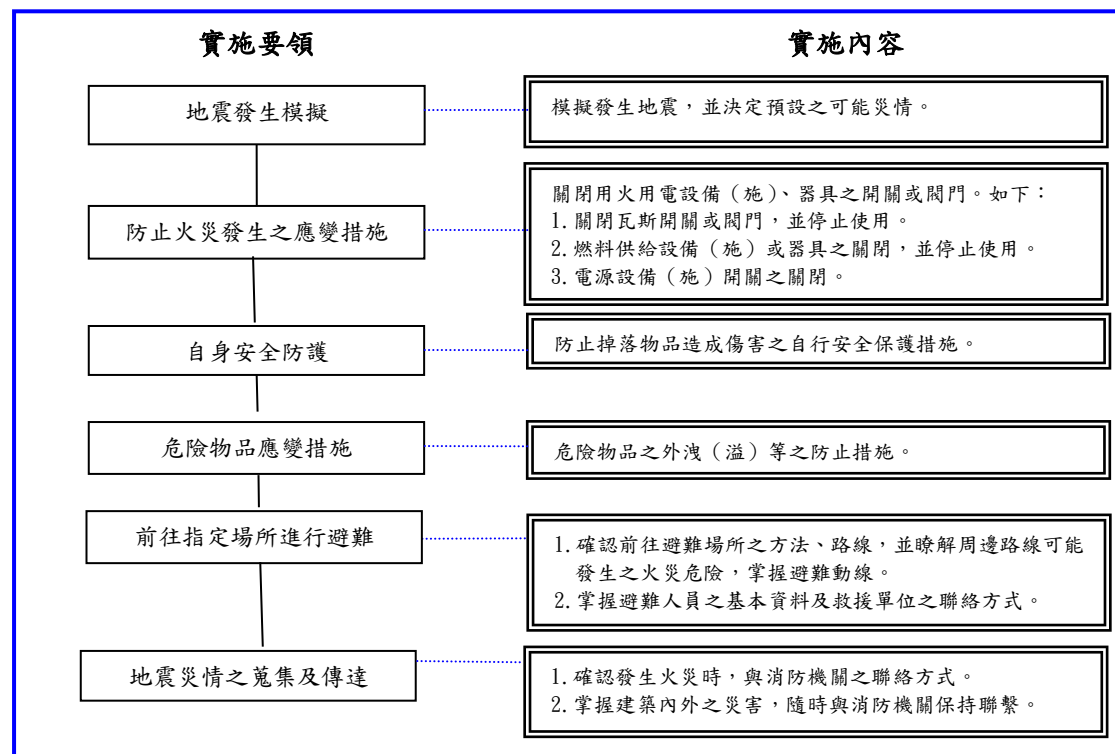 實施要領
實施內容
地震發生模擬
模擬發生地震，並決定預設之可能災情。
防止火災發生之應變措施
關閉用火用電設備（施）、器具之開關或閥門。如下：
1.關閉瓦斯開關或閥門，並停止使用。
2.燃料供給設備（施）或器具之關閉，並停止使用。
3.電源設備（施）開關之關閉。
自身安全防護
防止掉落物品造成傷害之自行安全保護措施。
危險物品應變措施
危險物品之外洩（溢）等之防止措施。
前往指定場所進行避難
1.確認前往避難場所之方法、路線，並瞭解周邊路線可能
發生之火災危險，掌握避難動線。
2.掌握避難人員之基本資料及救援單位之聯絡方式。
地震災情之蒐集及傳達
1.確認發生火災時，與消防機關之聯絡方式。
2.掌握建築內外之災害，隨時與消防機關保持聯繫。